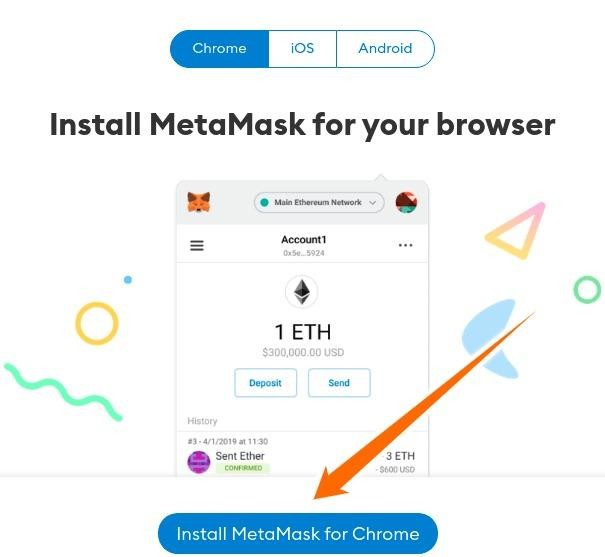 Chrome iOS Android
Install MetaMask for your browser
Main Ethereum Network
Account1
0x5e...5924
1 ETH
$300,000.00 USD
Deposit Send
History
#3 - 4/1/2019 at 11:30
Sent Ether 3 ETH
CONFIRMED - $600 USD
Install MetaMask for Chrome